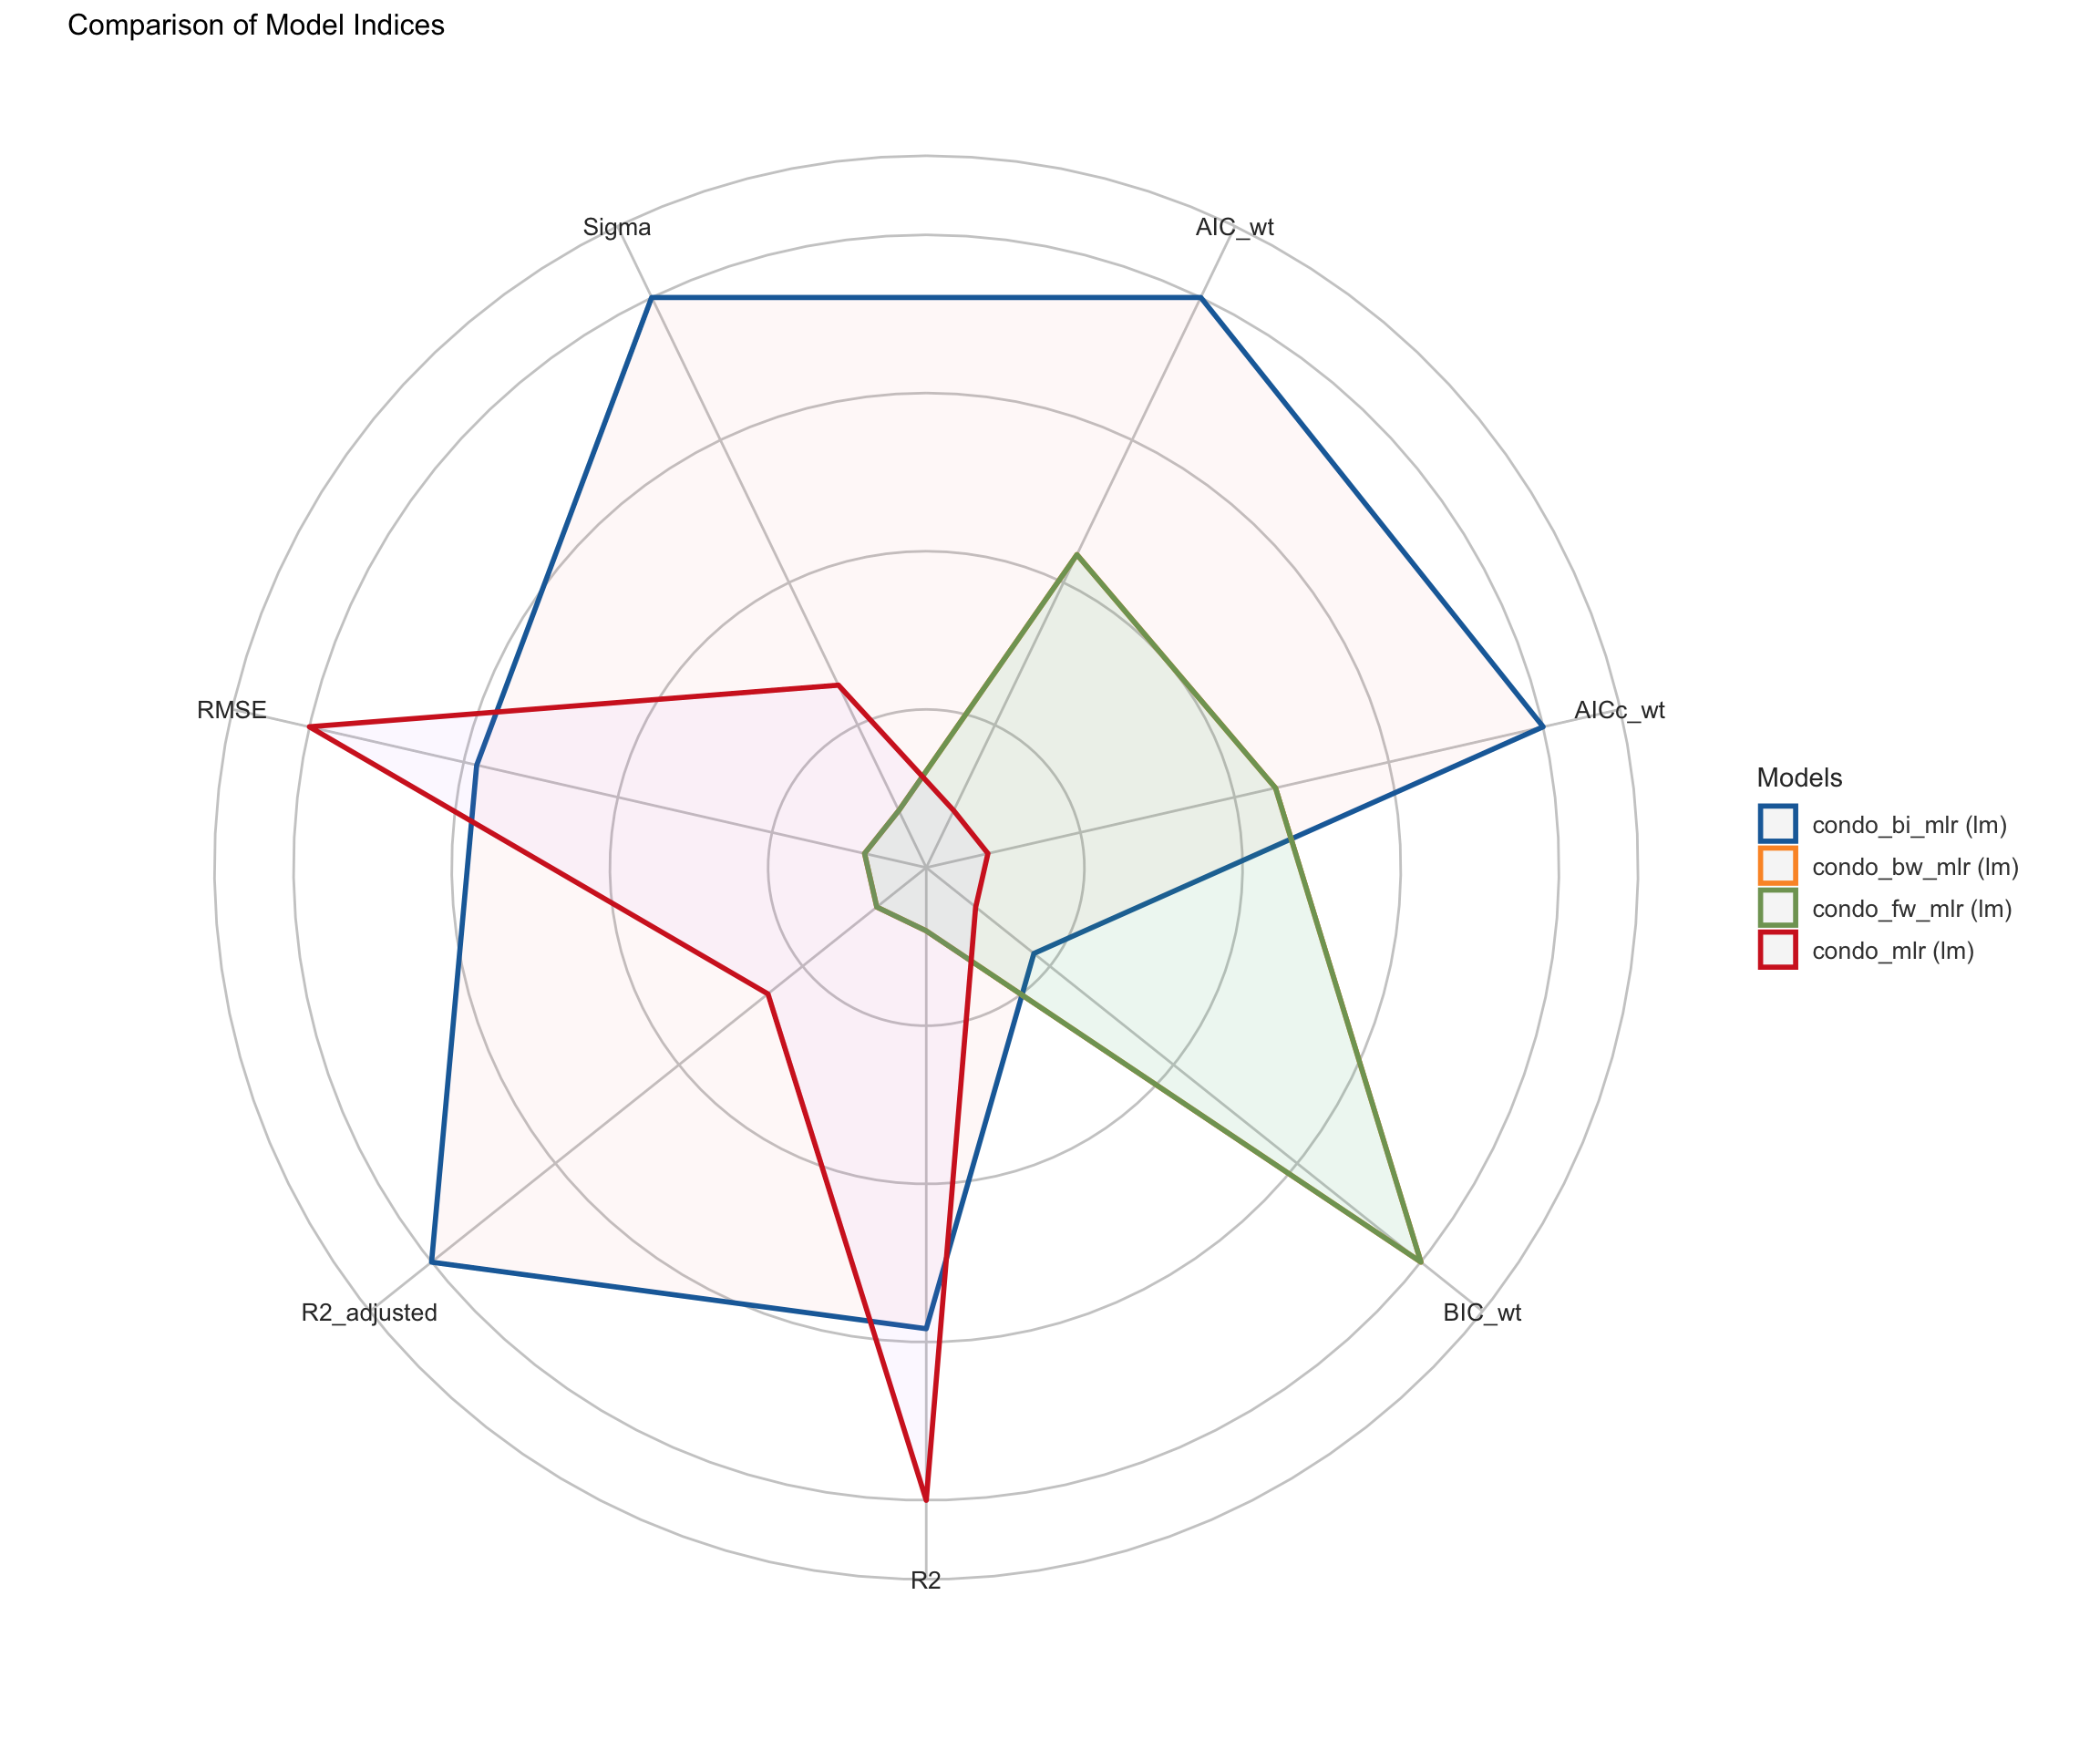 Comparison of Model Indices
Sigma
AIC_wt
RMSE
AICc_wt
R2_adjusted
BIC_wt
R2
Models
condo_bi_mlr (lm)
condo_bw_mlr (lm)
condo_fw_mlr (lm)
condo_mlr (lm)